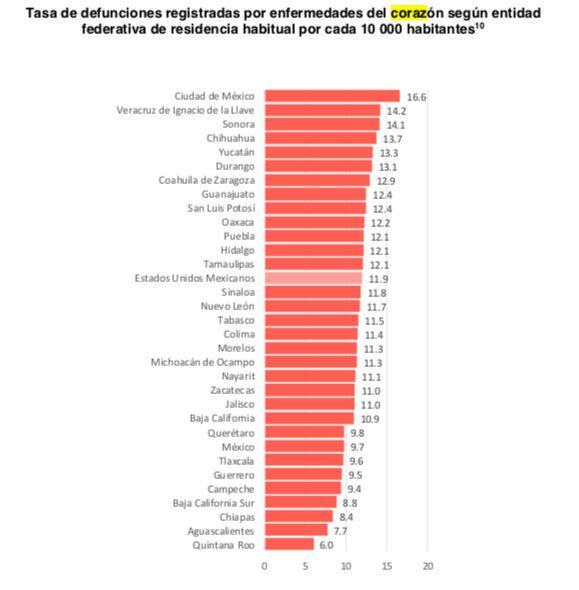 Tasa de defunciones registradas por enfermedades del corazón según entidad
federativa de residencia habitual por cada 10 000 habitantes¹⁰
Ciudad de México 16.6
Veracruz de Ignacio de la Llave 14.2
Sonora 14.1
Chihuahua 13.7
Yucatán 13.3
Durango 13.1
Coahuila de Zaragoza 12.9
Guanajuato 12.4
San Luis Potosí 12.4
Oaxaca 12.2
Puebla 12.1
Hidalgo 12.1
Tamaulipas 12.1
Estados Unidos Mexicanos 11.9
Sinaloa 11.8
Nuevo León 11.7
Tabasco 11.5
Colima 11.4
Morelos 11.3
Michoacán de Ocampo 11.3
Nayarit 11.1
Zacatecas 11.0
Jalisco 11.0
Baja California 10.9
Querétaro 9.8
México 9.7
Tlaxcala 9.6
Guerrero 9.5
Campeche 9.4
Baja California Sur 8.8
Chiapas 8.4
Aguascalientes 7.7
Quintana Roo 6.0
0 5 10 15 20